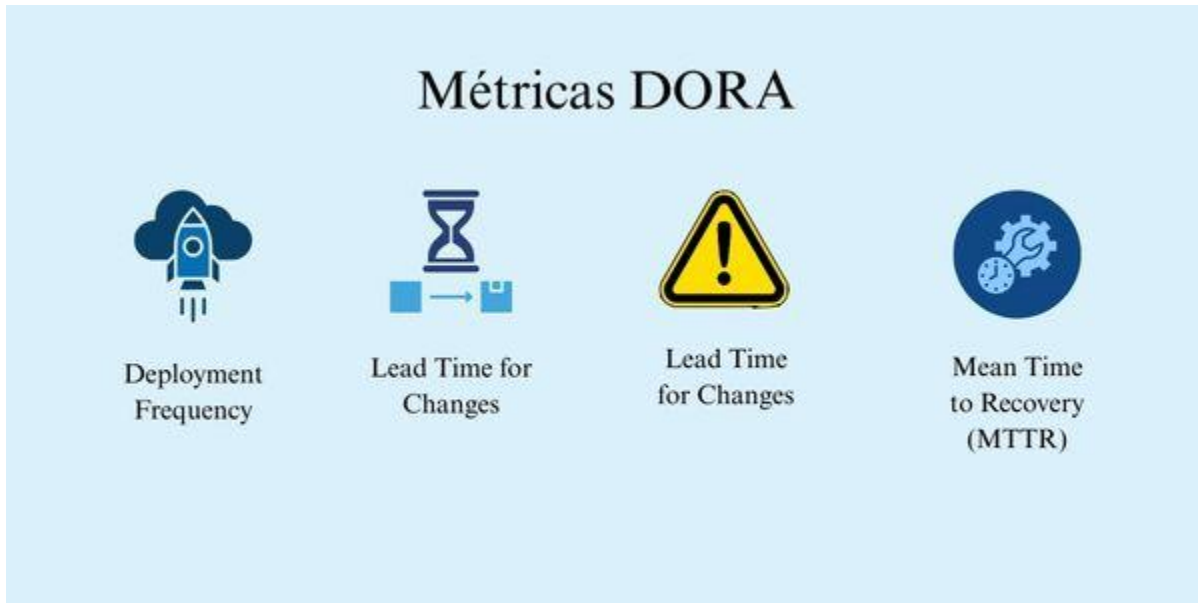 Métricas DORA
Deployment
Frequency
Lead Time for
Changes
Lead Time
for Changes
Mean Time
to Recovery
(MTTR)